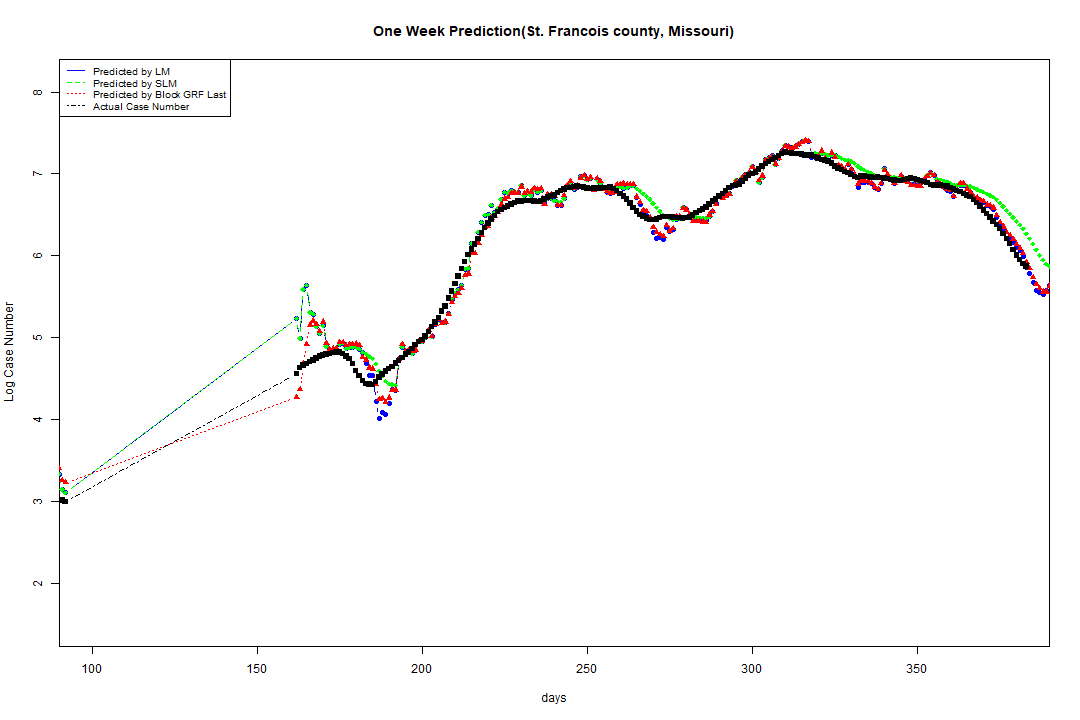 One Week Prediction(St. Francois county, Missouri)
Predicted by LM
Predicted by SLM
Predicted by Block GRF Last
Actual Case Number
8
7
6
5
4
3
2
Log Case Number
100 150 200 250 300 350
days